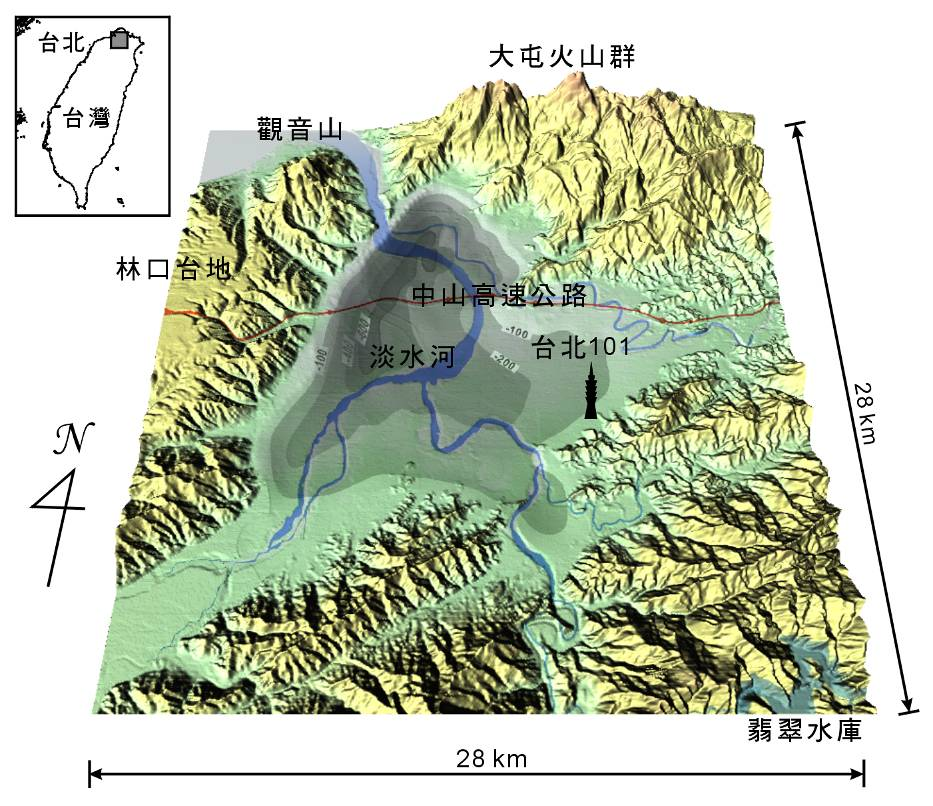 台北
台灣
大屯火山群
觀音山
林口台地
中山高速公路
-100
-200
台北101
淡水河
-100
28 km
N
翡翠水庫
28 km